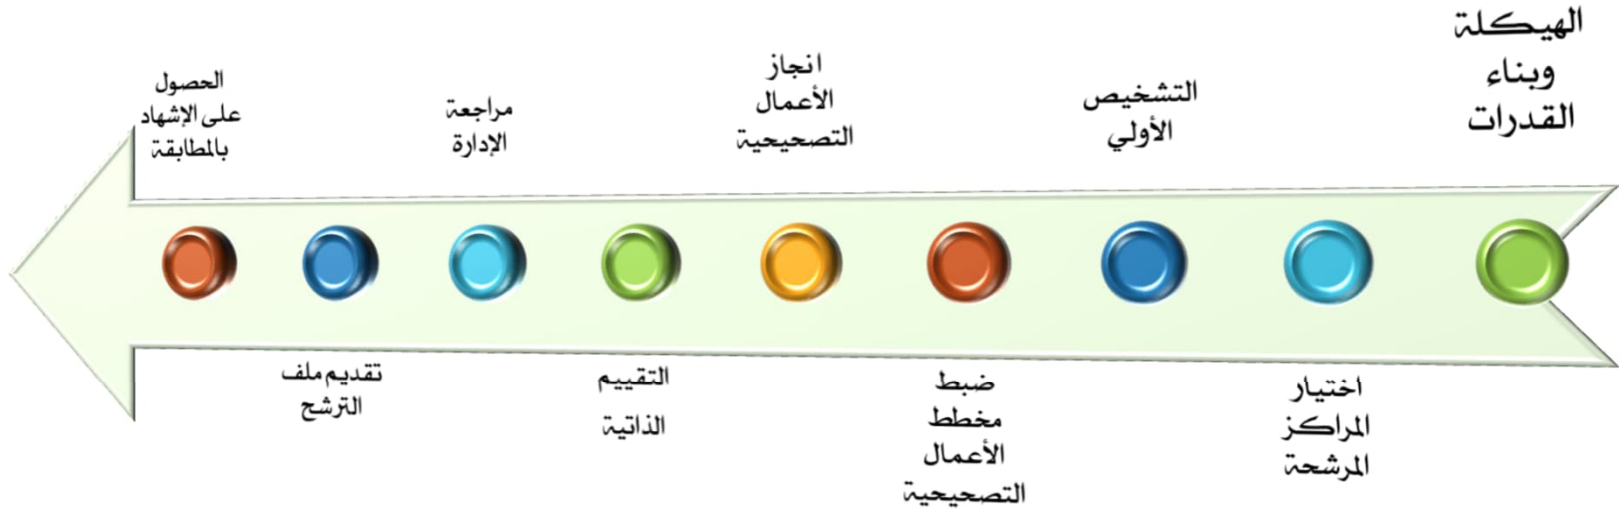 الهيكلة
وبناء
القدرات
اختيار
المراكز
المرشحة
التشخيص
الأولي
ضبط
مخطط
الأعمال
التصحيحية
انجاز
الأعمال
التصحيحية
التقييم
الذاتية
مراجعة
الإدارة
تقديم ملف
الترشح
الحصول
على الإشهاد
بالمطابقة